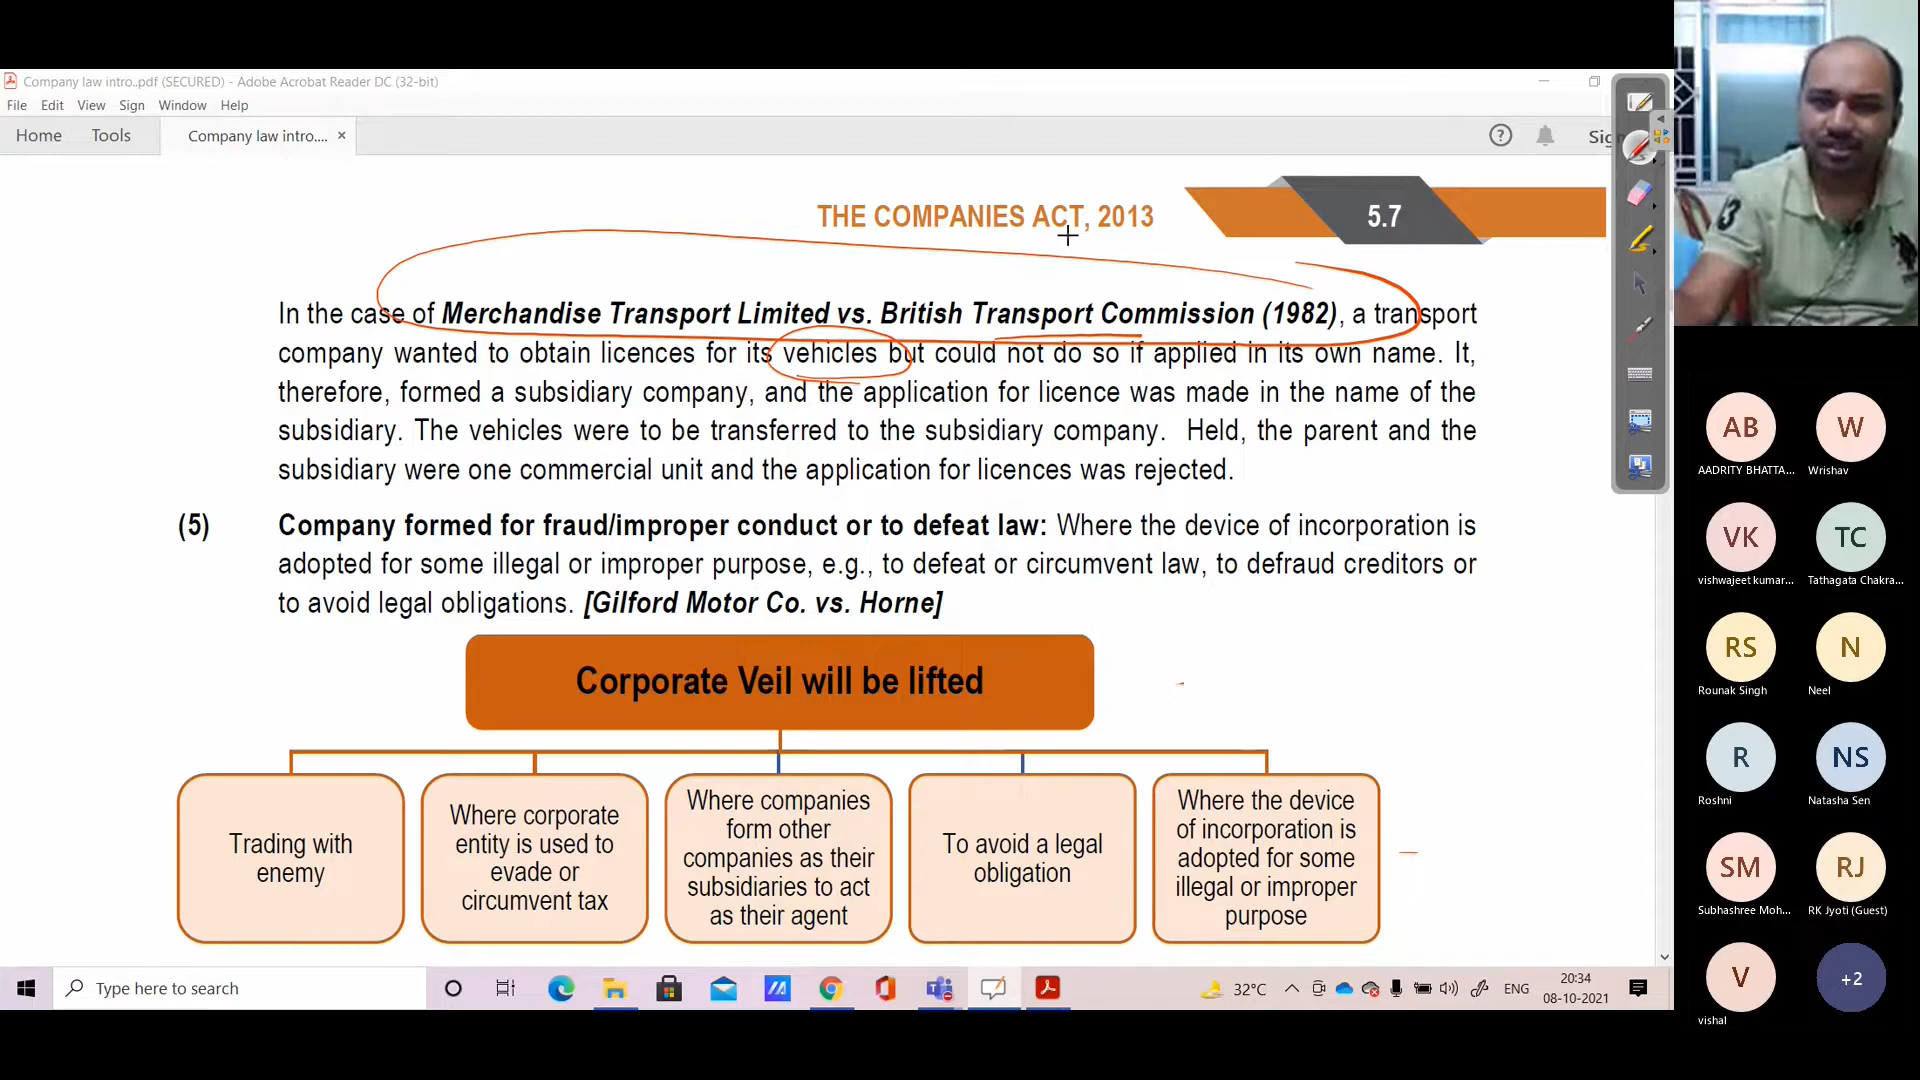 Company law intro..pdf (SECURED) - Adobe Acrobat Reader DC (32-bit)
File Edit View Sign Window Help
Home Tools Company law intro.... ×
THE COMPANIES ACT, 2013 5.7
In the case of Merchandise Transport Limited vs. British Transport Commission (1982), a transport
company wanted to obtain licences for its vehicles but could not do so if applied in its own name. It,
therefore, formed a subsidiary company, and the application for licence was made in the name of the
subsidiary. The vehicles were to be transferred to the subsidiary company. Held, the parent and the
subsidiary were one commercial unit and the application for licences was rejected.
(5) Company formed for fraud/improper conduct or to defeat law: Where the device of incorporation is
adopted for some illegal or improper purpose, e.g., to defeat or circumvent law, to defraud creditors or
to avoid legal obligations. [Gilford Motor Co. vs. Horne]
Corporate Veil will be lifted
Trading with
enemy
Where corporate
entity is used to
evade or
circumvent tax
Where companies
form other
companies as their
subsidiaries to act
as their agent
To avoid a legal
obligation
Where the device
of incorporation is
adopted for some
illegal or improper
purpose
Type here to search
32°C
ENG
20:34
08-10-2021
AB
AADRITY BHATTA...
W
Wrishav
VK
vishwajeet kumar...
TC
Tathagata Chakra...
RS
Rounak Singh
N
Neel
R
Roshni
NS
Natasha Sen
SM
Subhashree Moh...
RJ
RK Jyoti (Guest)
V
vishal
+2